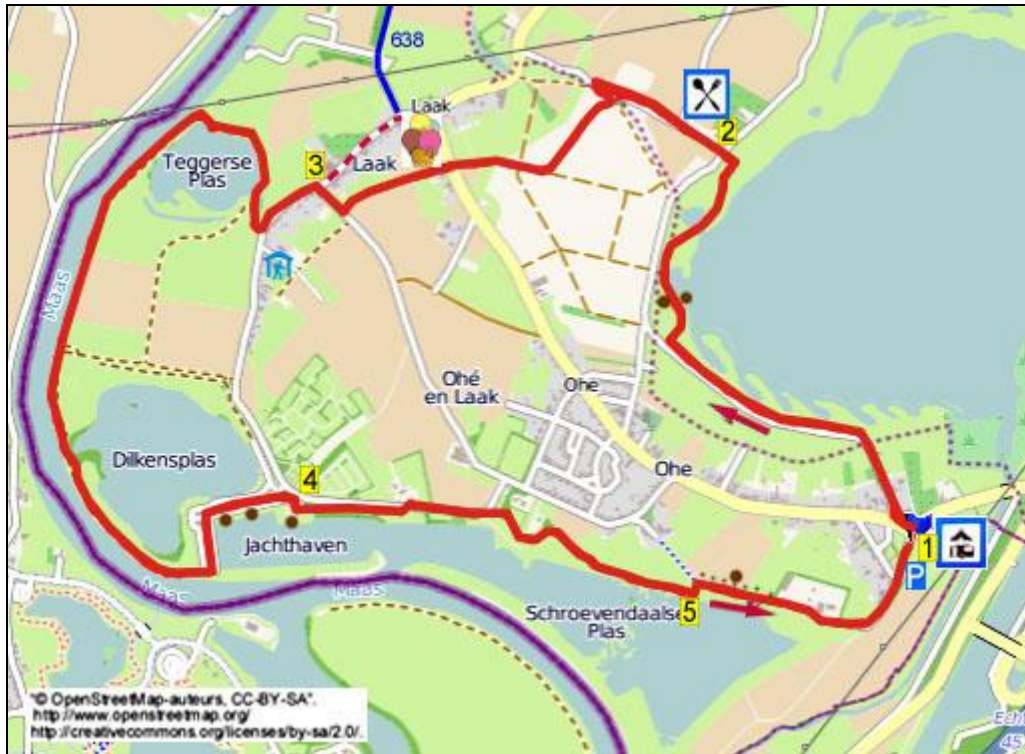 638
Laak
2
Teggerse
Plas
3
Laak
Maas
Ohé
en Laak
Ohe
Dilkensplas
Ohe
4
Jachthaven
1
P
Maas
Maas
Schroevendaalse
Plas
5
"© OpenStreetMap-auteurs, CC-BY-SA".
http://www.openstreetmap.org/
http://creativecommons.org/licenses/by-sa/2.0/.
Ech
45